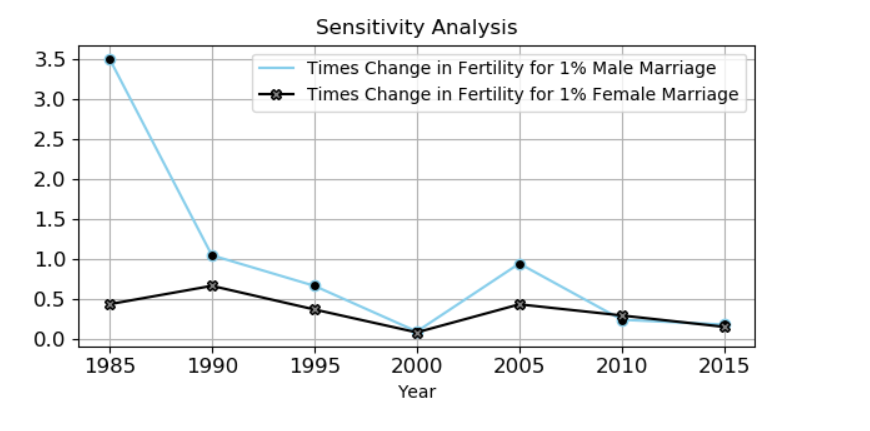 Sensitivity Analysis
3.5
3.0
2.5
2.0
1.5
1.0
0.5
0.0
Times Change in Fertility for 1% Male Marriage
Times Change in Fertility for 1% Female Marriage
1985 1990 1995 2000 2005 2010 2015
Year